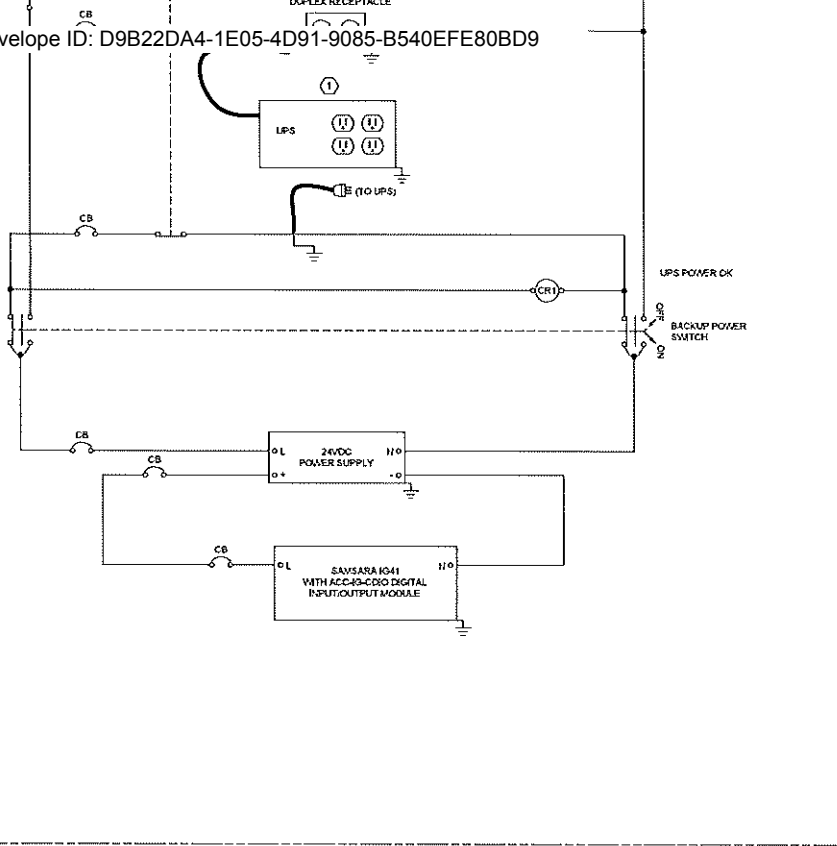 DUPLEX RECEPTACLE
CB
velope ID: D9B22DA4-1E05-4D91-9085-B540EFE80BD9
1
UPS
(TO UPS)
CB
CR1
UPS POWER OK
OFF
BACKUP POWER
SWITCH
ON
CB
L
24VDC
POWER SUPPLY
N
CB
+
-
CB
L
SAMSARA IG41
WITH ACC-IG-CDIO DIGITAL
INPUT/OUTPUT MODULE
N